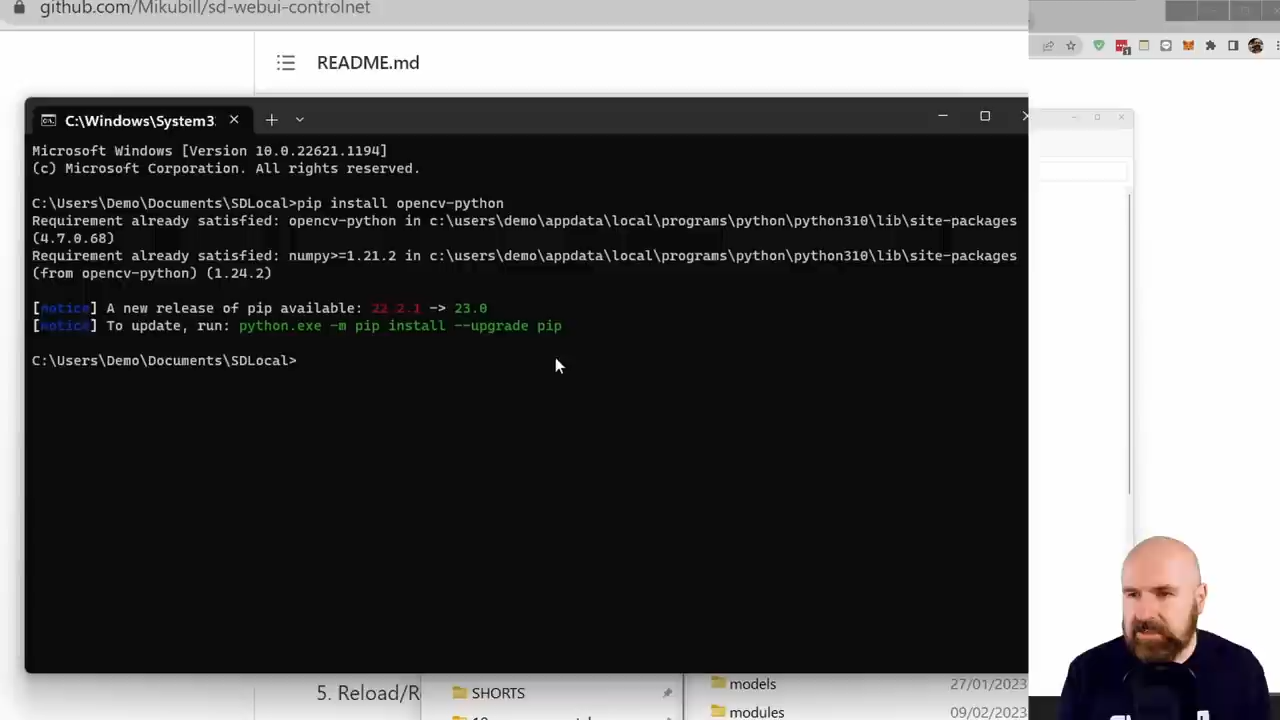 github.com/Mikubill/sd-webui-controlnet
README.md
C:\Windows\System3
Microsoft Windows [Version 10.0.22621.1194]
(c) Microsoft Corporation. All rights reserved.
C:\Users\Demo\Documents\SDLocal>pip install opencv-python
Requirement already satisfied: opencv-python in c:\users\demo\appdata\local\programs\python\python310\lib\site-packages
(4.7.0.68)
Requirement already satisfied: numpy>=1.21.2 in c:\users\demo\appdata\local\programs\python\python310\lib\site-packages
(from opencv-python) (1.24.2)
[notice] A new release of pip available: 22.2.1 -> 23.0
[notice] To update, run: python.exe -m pip install --upgrade pip
C:\Users\Demo\Documents\SDLocal>
5. Reload/R
SHORTS
models 27/01/2023
modules 09/02/2023